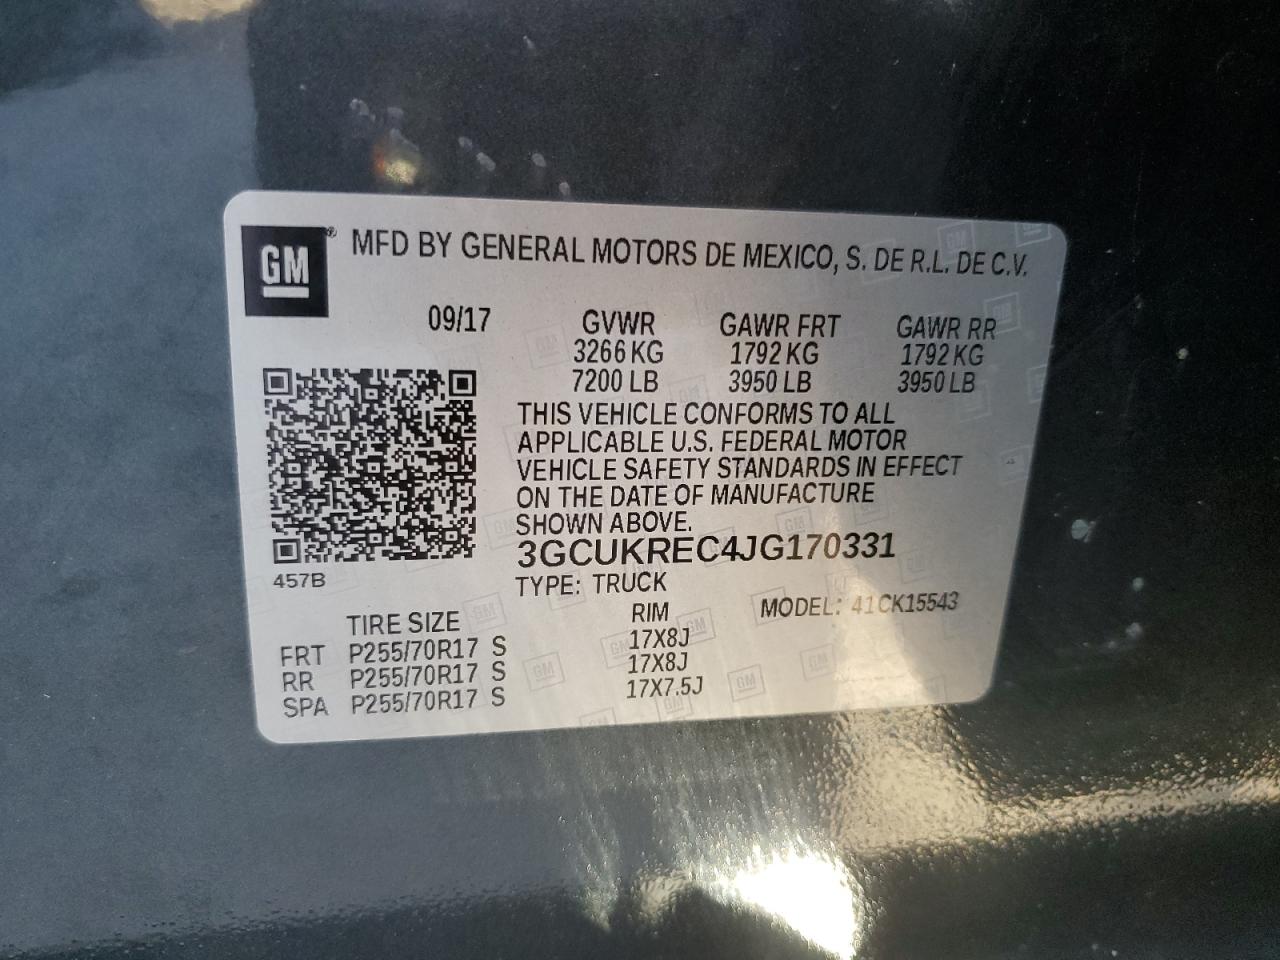 GM® MFD BY GENERAL MOTORS DE MEXICO, S. DE R.L. DE C.V.
09/17 GVWR GAWR FRT GAWR RR
3266 KG 1792 KG 1792 KG
7200 LB 3950 LB 3950 LB
THIS VEHICLE CONFORMS TO ALL
APPLICABLE U.S. FEDERAL MOTOR
VEHICLE SAFETY STANDARDS IN EFFECT
ON THE DATE OF MANUFACTURE
SHOWN ABOVE.
3GCUKREC4JG170331
457B TYPE: TRUCK
TIRE SIZE RIM MODEL: 41CK15543
FRT P255/70R17 S 17X8J
RR P255/70R17 S 17X8J
SPA P255/70R17 S 17X7.5J